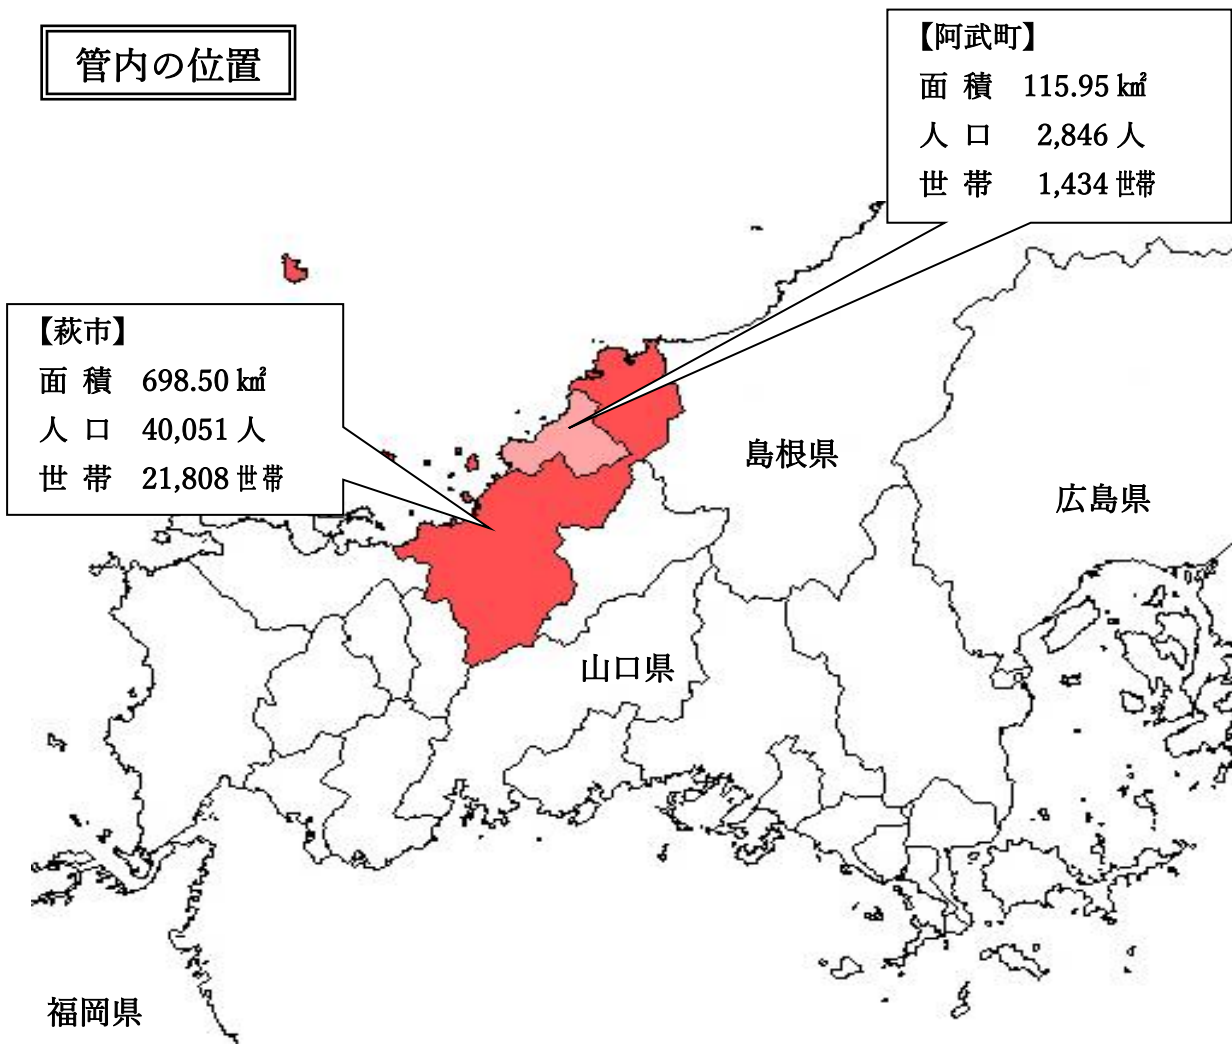 管内の位置
【阿武町】
面 積 115.95 ㎢
人 口 2,846 人
世 帯 1,434 世帯
【萩市】
面 積 698.50 ㎢
人 口 40,051 人
世 帯 21,808 世帯
島根県
広島県
山口県
福岡県